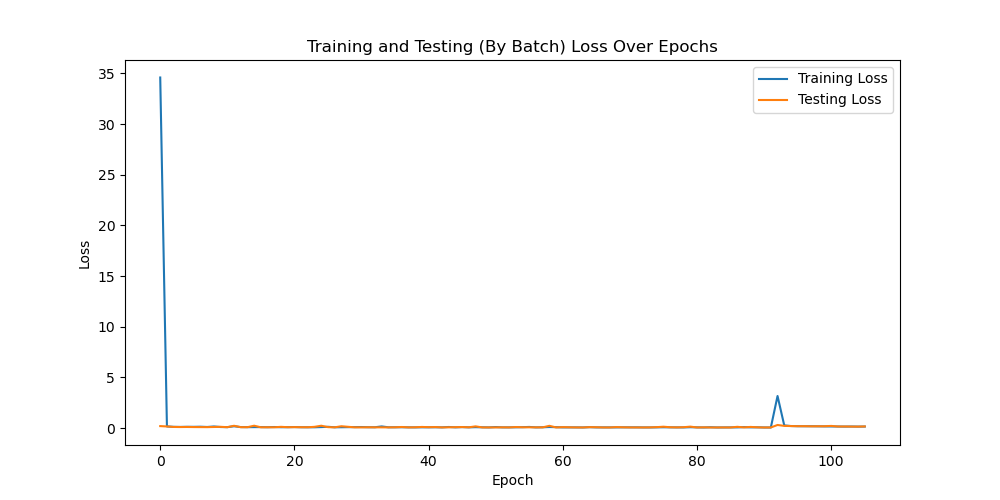 Training and Testing (By Batch) Loss Over Epochs
Training Loss
Testing Loss
35
30
25
20
15
10
5
0
Loss
0 20 40 60 80 100
Epoch